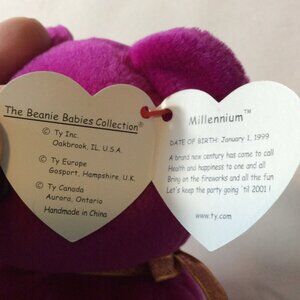 The Beanie Babies Collection®
© Ty Inc.
Oakbrook, IL. U.S.A.
© Ty Europe
Gosport, Hampshire, U.K.
© Ty Canada
Aurora, Ontario
Handmade in China
Millennium™
DATE OF BIRTH: January 1, 1999
A brand new century has come to call
Health and happiness to one and all
Bring on the fireworks and all the fun
Let's keep the party going 'til 2001 !
www.ty.com